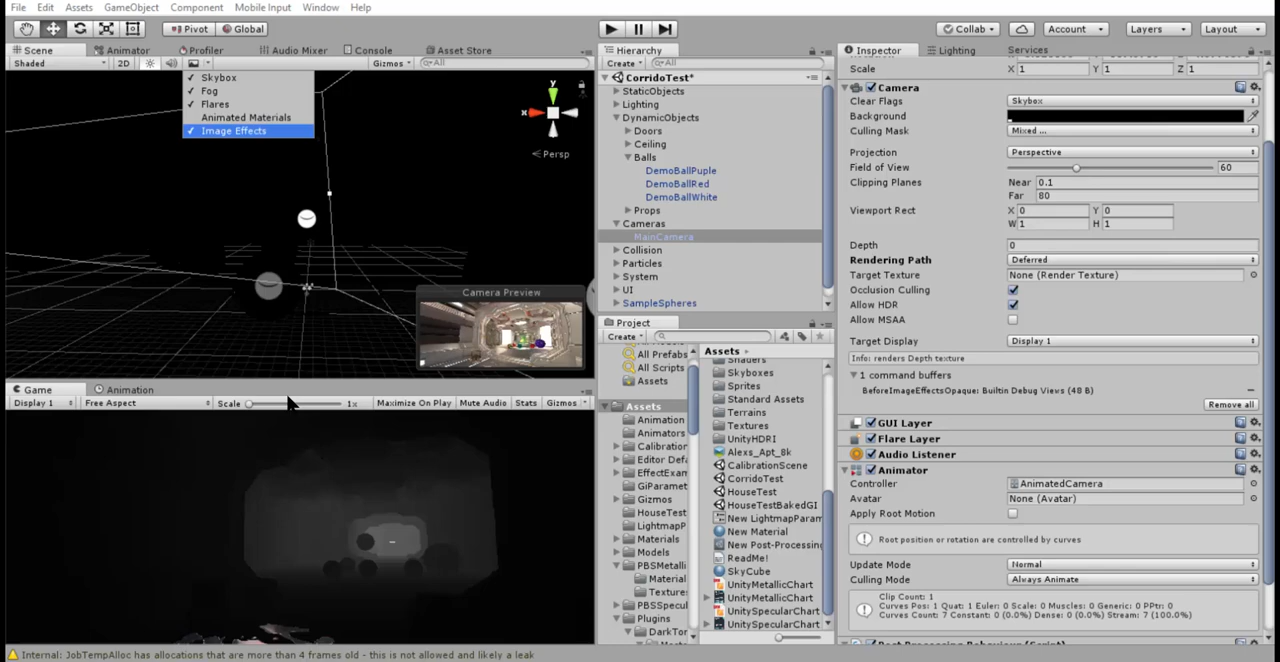 File Edit Assets GameObject Component Mobile Input Window Help
Pivot Global Collab Account Layers Layout
Scene Animator Profiler Audio Mixer Console Asset Store
Shaded 2D Gizmos All
Skybox
Fog
Flares
Animated Materials
Image Effects
y
x
Persp
Camera Preview
Game Animation
Display 1 Free Aspect Scale 1x Maximize On Play Mute Audio Stats Gizmos
Hierarchy
Create All
CorridoTest*
StaticObjects
Lighting
DynamicObjects
Doors
Ceiling
Balls
DemoBallPuple
DemoBallRed
DemoBallWhite
Props
Cameras
MainCamera
Collision
Particles
System
UI
SampleSpheres
Project
Create
All Prefabs
All Scripts
Assets
Assets
Animation
Animators
Calibration
Editor Defa
EffectExam
GiParamet
Gizmos
HouseTest
LightmapP
Materials
Models
PBSMetalli
Material
Textures
PBSSpecul
Plugins
DarkTor
Assets
Shaders
Skyboxes
Sprites
Standard Assets
Terrains
Textures
UnityHDRI
Alexs_Apt_8k
CalibrationScene
CorridoTest
HouseTest
HouseTestBakedGI
New LightmapParam
New Material
New Post-Processing
ReadMe!
SkyCube
UnityMetallicChart
UnityMetallicChart
UnitySpecularChart
UnitySpecularChart
Inspector Lighting Services
Scale X 1 Y 1 Z 1
Camera
Clear Flags Skybox
Background
Culling Mask Mixed ...
Projection Perspective
Field of View 60
Clipping Planes Near 0.1
Far 80
Viewport Rect X 0 Y 0
W 1 H 1
Depth 0
Rendering Path Deferred
Target Texture None (Render Texture)
Occlusion Culling
Allow HDR
Allow MSAA
Target Display Display 1
Info: renders Depth texture
1 command buffers
BeforeImageEffectsOpaque: Builtin Debug Views (48 B)
Remove all
GUI Layer
Flare Layer
Audio Listener
Animator
Controller AnimatedCamera
Avatar None (Avatar)
Apply Root Motion
Root position or rotation are controlled by curves
Update Mode Normal
Culling Mode Always Animate
Clip Count: 1
Curves Pos: 1 Quat: 1 Euler: 0 Scale: 0 Muscles: 0 Generic: 0 PPtr: 0
Curves Count: 7 Constant: 0 (0.0%) Dense: 0 (0.0%) Stream: 7 (100.0%)
Post Processing Behaviour (Script)
Internal: JobTempAlloc has allocations that are more than 4 frames old - this is not allowed and likely a leak